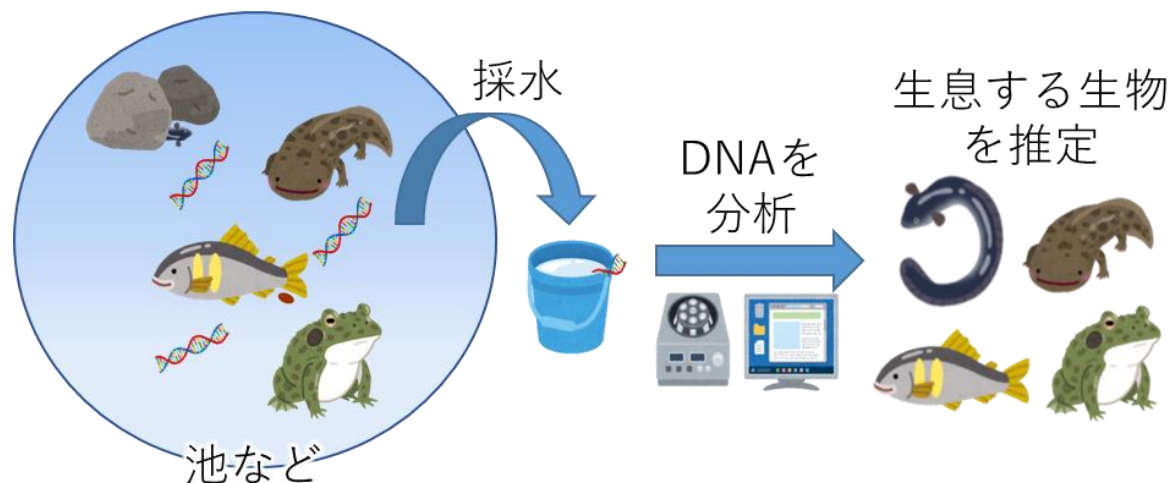 採水
DNAを
分析
生息する生物
を推定
池など